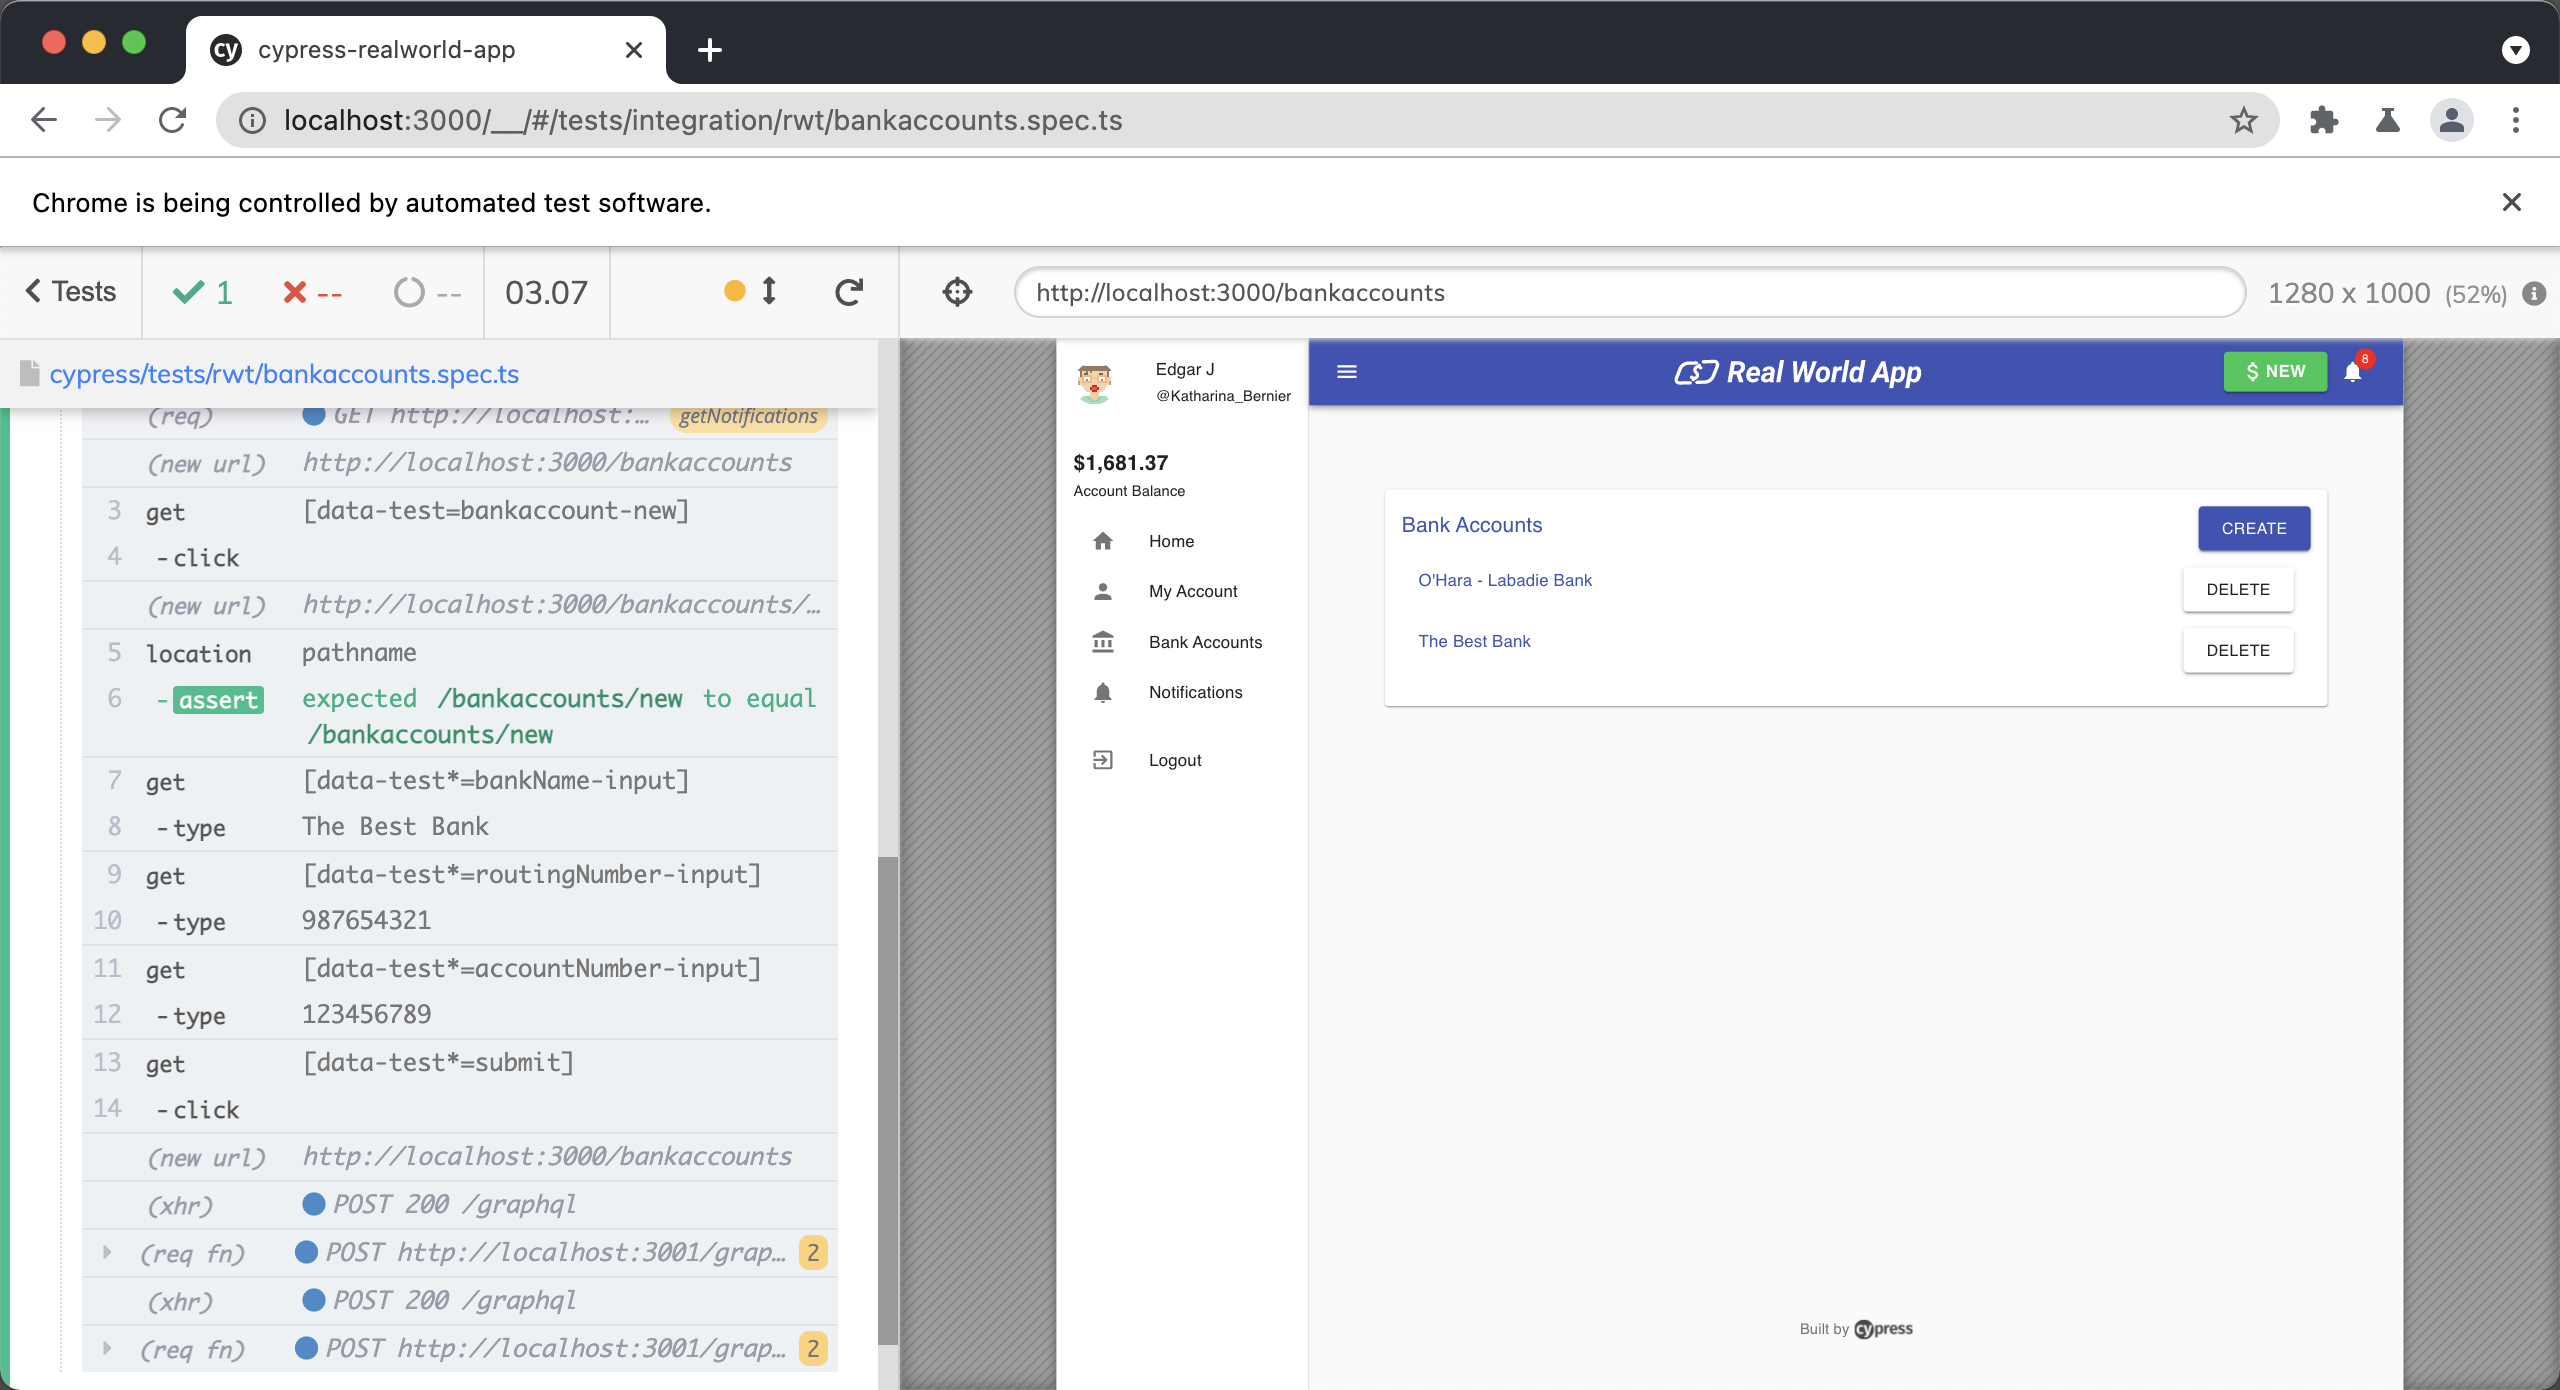 cy cypress-realworld-app
localhost:3000/__/#/tests/integration/rwt/bankaccounts.spec.ts
Chrome is being controlled by automated test software.
Tests 1 -- -- 03.07
http://localhost:3000/bankaccounts 1280 x 1000 (52%)
cypress/tests/rwt/bankaccounts.spec.ts
(req) GET http://localhost:... getNotifications
(new url) http://localhost:3000/bankaccounts
3 get [data-test=bankaccount-new]
4 -click
(new url) http://localhost:3000/bankaccounts/...
5 location pathname
6 -assert expected /bankaccounts/new to equal
/bankaccounts/new
7 get [data-test*=bankName-input]
8 -type The Best Bank
9 get [data-test*=routingNumber-input]
10 -type 987654321
11 get [data-test*=accountNumber-input]
12 -type 123456789
13 get [data-test*=submit]
14 -click
(new url) http://localhost:3000/bankaccounts
(xhr) POST 200 /graphql
(req fn) POST http://localhost:3001/grap... 2
(xhr) POST 200 /graphql
(req fn) POST http://localhost:3001/grap... 2
Edgar J
@Katharina_Bernier
$1,681.37
Account Balance
Home
My Account
Bank Accounts
Notifications
Logout
Real World App
$ NEW
8
Bank Accounts
CREATE
O'Hara - Labadie Bank
DELETE
The Best Bank
DELETE
Built by cypress